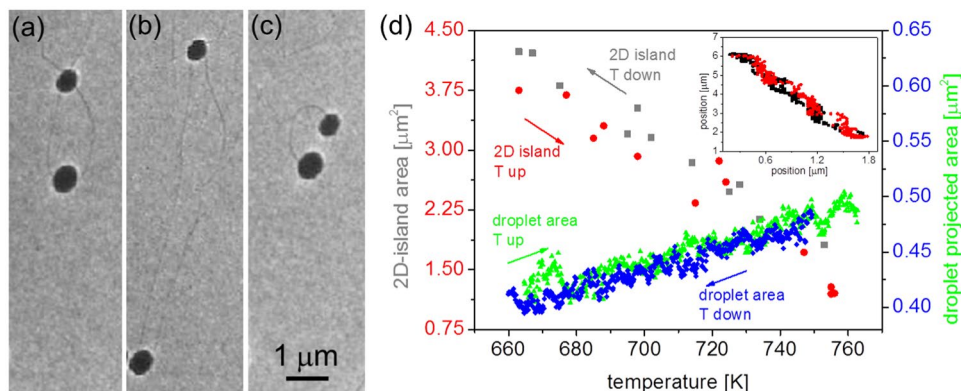 (a)
(b)
(c)
1 μm
(d)
4.50
3.75
3.00
2.25
1.50
0.75
2D-island area [μm²]
2D island
T down
2D island
T up
droplet area
T up
droplet area
T down
660
680
700
720
740
760
temperature [K]
0.65
0.60
0.55
0.50
0.45
0.40
droplet projected area [μm²]
7
6
5
4
3
2
1
position [μm]
0.6
1.2
1.8
position [μm]